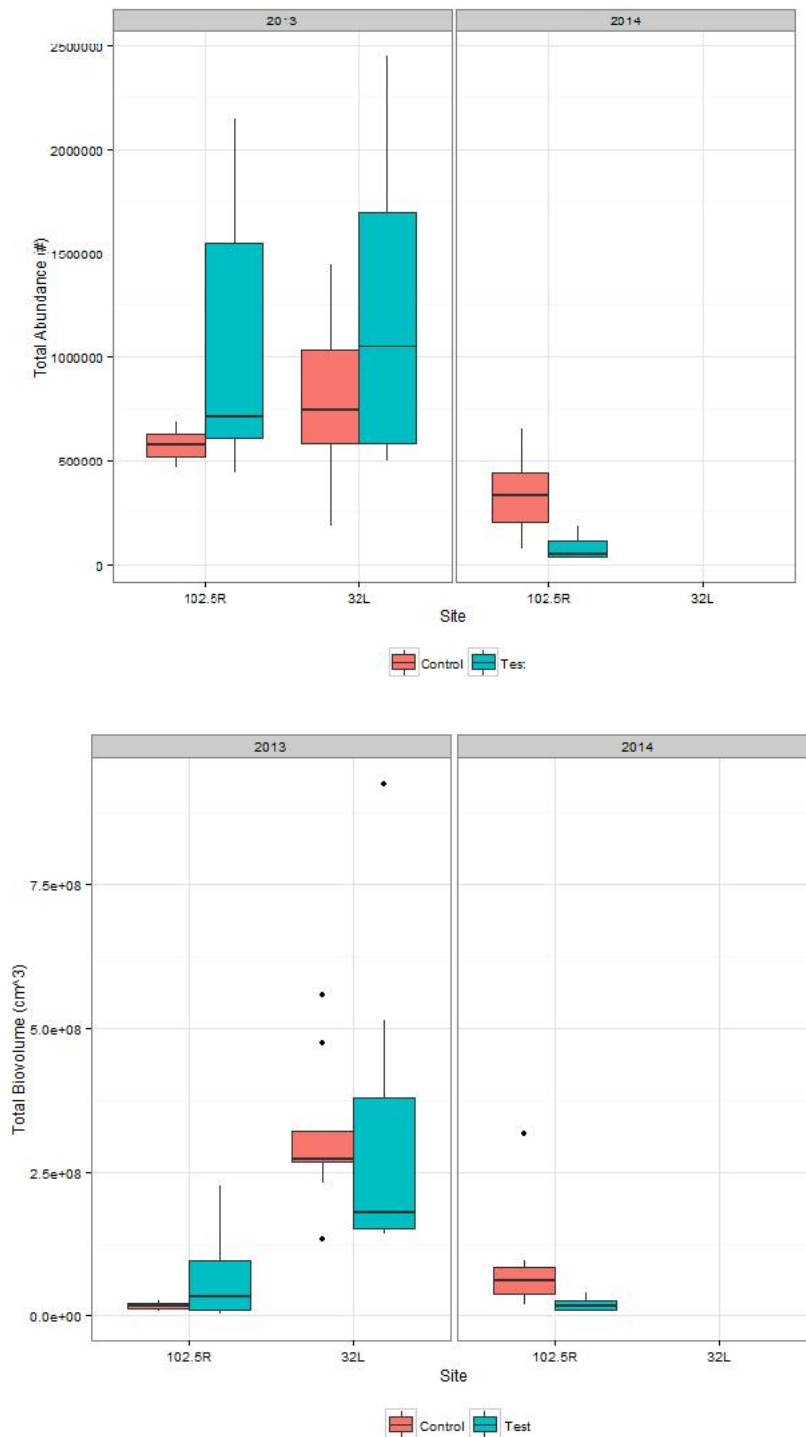 2013 2014
Total Abundance (#)
2500000
2000000
1500000
1000000
500000
0
102.5R 32L 102.5R 32L
Site
Control Test
2013 2014
Total Biovolume (cm^3)
7.5e+08
5.0e+08
2.5e+08
0.0e+00
102.5R 32L 102.5R 32L
Site
Control Test